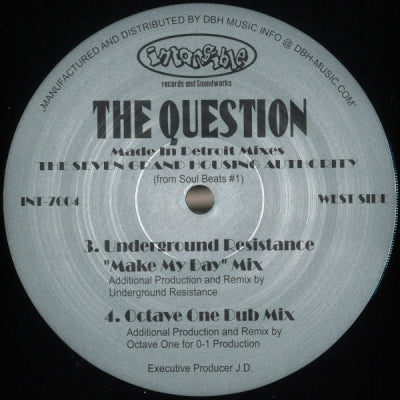 „MANUFACTURED AND DISTRIBUTED BY DBH MUSIC INFO @ DBH-MUSIC.COM"
intangible
records and Soundworks
THE QUESTION
Made In Detroit Mixes
THE SEVEN GRAND HOUSING AUTHORITY
(from Soul Beats #1)
INT-7004
WEST SIDE
3. Underground Resistance
"Make My Day" Mix
Additional Production and Remix by
Underground Resistance
4. Octave One Dub Mix
Additional Production and Remix by
Octave One for 0-1 Production
Executive Producer J.D.